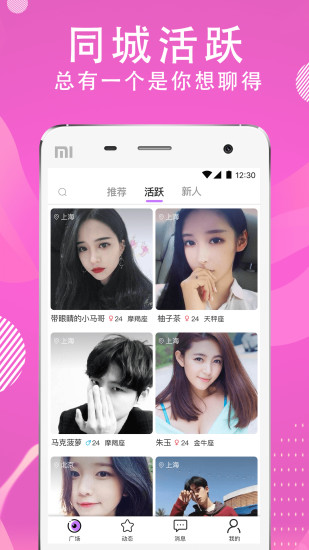 同城活跃
总有一个是你想聊得
mi
12:30
推荐 活跃 新人
上海
上海
带眼睛的小马哥 ♀24 摩羯座
柚子茶 ♀24 天秤座
上海
上海
马克菠萝 ♂24 摩羯座
朱玉 ♀24 金牛座
北京
上海
广场 动态 消息 我的